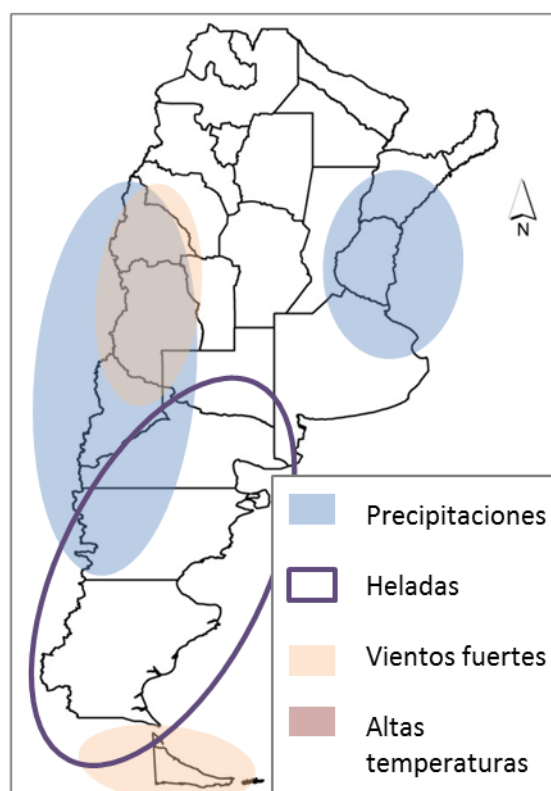 N
Precipitaciones
Heladas
Vientos fuertes
Altas
temperaturas